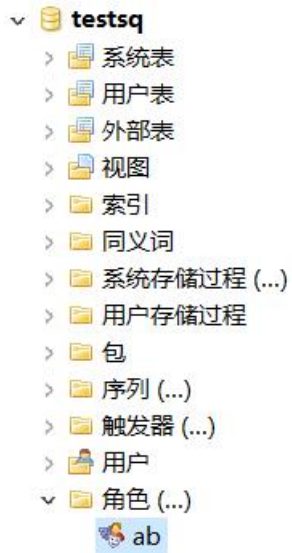 testsq
系统表
用户表
外部表
视图
索引
同义词
系统存储过程 (...)
用户存储过程
包
序列 (...)
触发器 (...)
用户
角色 (...)
ab